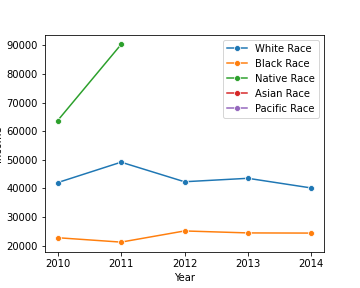 90000
80000
70000
60000
50000
40000
30000
20000
2010 2011 2012 2013 2014
Year
White Race
Black Race
Native Race
Asian Race
Pacific Race